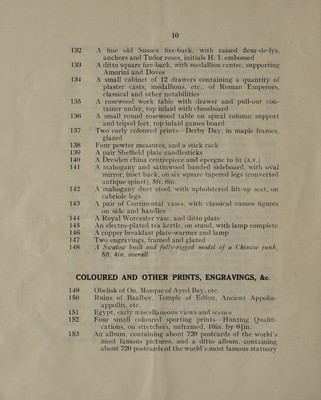 10
132 A fine old Sussex fire-back, with raised fleur-de-lys,
anchors and Tudor roses, initials H. I. embossed
133 A ditto square fire-back, with medallion centre, supporting
Amorini and Doves
134 A small cabinet of 12 drawers containing a quantity of
plaster casts, medallions, etc., of Roman Emperors,
classical and other notabilities
135 A rosewood work table with drawer and pull-out con-
tainer under, top inlaid with chessboard
136 A small round rosewood table on spiral column support
and tripod feet, top inlaid games board
137 Two early coloured prints—Derby Day, in maple frames,
glazed
138 Four pewter measures, and a stick rack
139 A pair Sheffield plate candlesticks
140 A Dresden china centrepiece and epergne to fit (A.F.)
141 A mahogany and satinwood banded sideboard, with oval
mirror, inset back, on six square tapered legs (converted
antique spinet), 5ft. 6in.
142 A mahogany duet stool, with upholstered lift-up seat, on
cabriole legs
143 A pair of Continental vases, with classical cameo figures
on side and handles
144 A Royal Worcester vase, and ditto plate
145 An electro-plated tea kettle, on stand, with lamp complete
146 A copper breakfast plate-warmer and lamp
147 Two engravings, framed and glazed
148 A Swatow built and fully-rigged model of a Chinese junk,
5ft. 4in. overall
COLOURED AND OTHER PRINTS, ENGRAVINGS, &c.
149 Obelisk of On, Mosque of Ayed Bey, etc.
150 Ruins of Baalbec, Temple of Edfou, Ancient Appolin-
appollis, etc.
151 Egypt, early miscellaneous views and scenes
152 Four small coloured sporting prints—Hunting Qualifi-
cations, on stretchers, unframed, 10in. by 6½in.
153 An album, containing about 720 postcards of the world's
most famous pictures, and a ditto album, containing
about 720 postcards of the world's most famous statuary